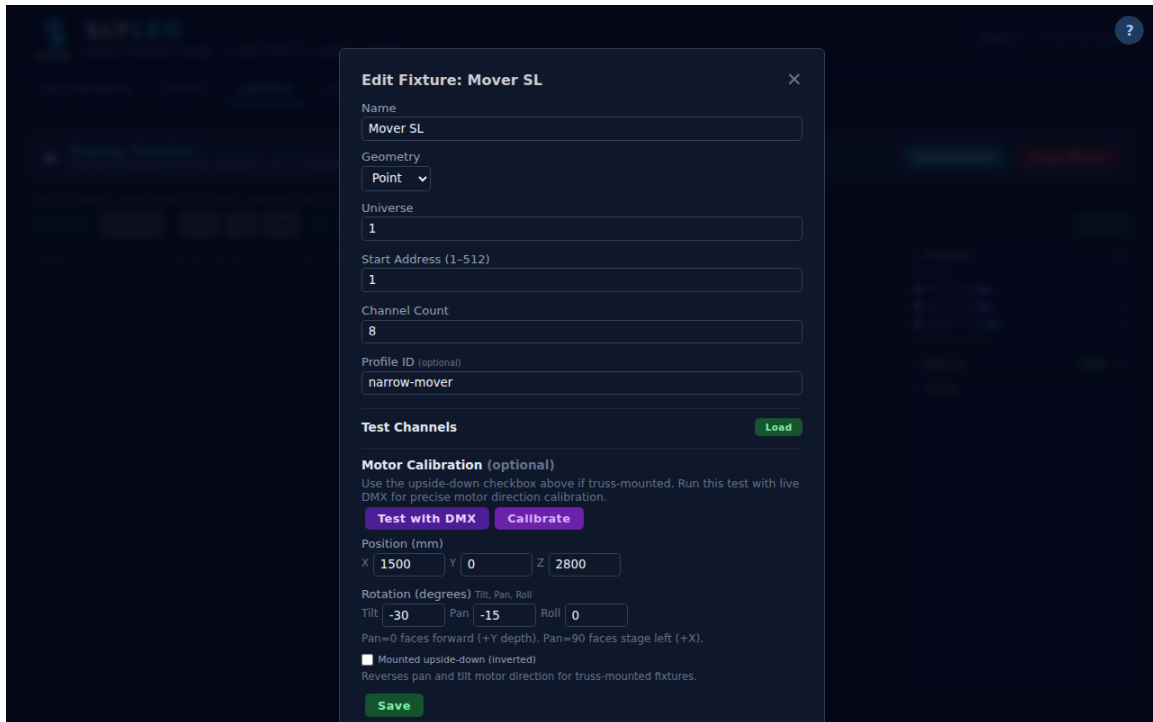 SLYLED
?
Edit Fixture: Mover SL
✕
Name
Mover SL
Geometry
Point
Universe
1
Start Address (1–512)
1
Channel Count
8
Profile ID (optional)
narrow-mover
Test Channels
Load
Motor Calibration (optional)
Use the upside-down checkbox above if truss-mounted. Run this test with live
DMX for precise motor direction calibration.
Test with DMX Calibrate
Position (mm)
X 1500 Y 0 Z 2800
Rotation (degrees) Tilt, Pan, Roll
Tilt -30 Pan -15 Roll 0
Pan=0 faces forward (+Y depth). Pan=90 faces stage left (+X).
Mounted upside-down (inverted)
Reverses pan and tilt motor direction for truss-mounted fixtures.
Save